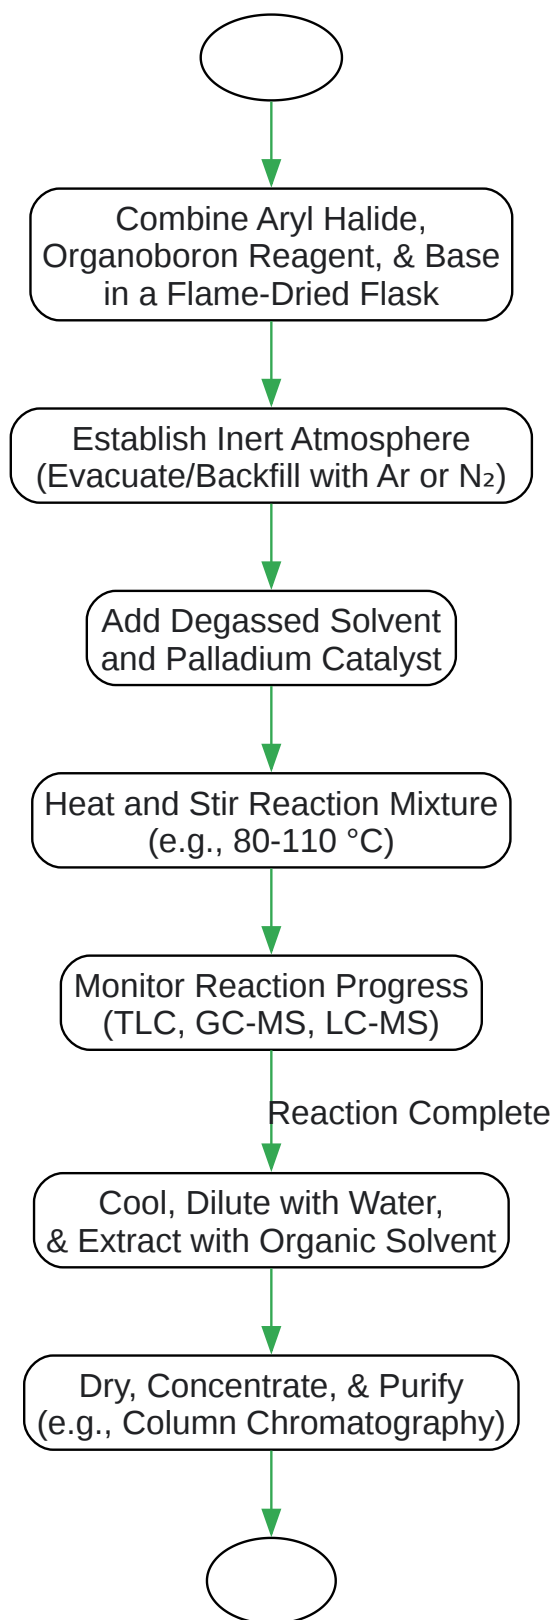 Combine Aryl Halide,
Organoboron Reagent, & Base
in a Flame-Dried Flask
Establish Inert Atmosphere
(Evacuate/Backfill with Ar or N₂)
Add Degassed Solvent
and Palladium Catalyst
Heat and Stir Reaction Mixture
(e.g., 80-110 °C)
Monitor Reaction Progress
(TLC, GC-MS, LC-MS)
Reaction Complete
Cool, Dilute with Water,
& Extract with Organic Solvent
Dry, Concentrate, & Purify
(e.g., Column Chromatography)